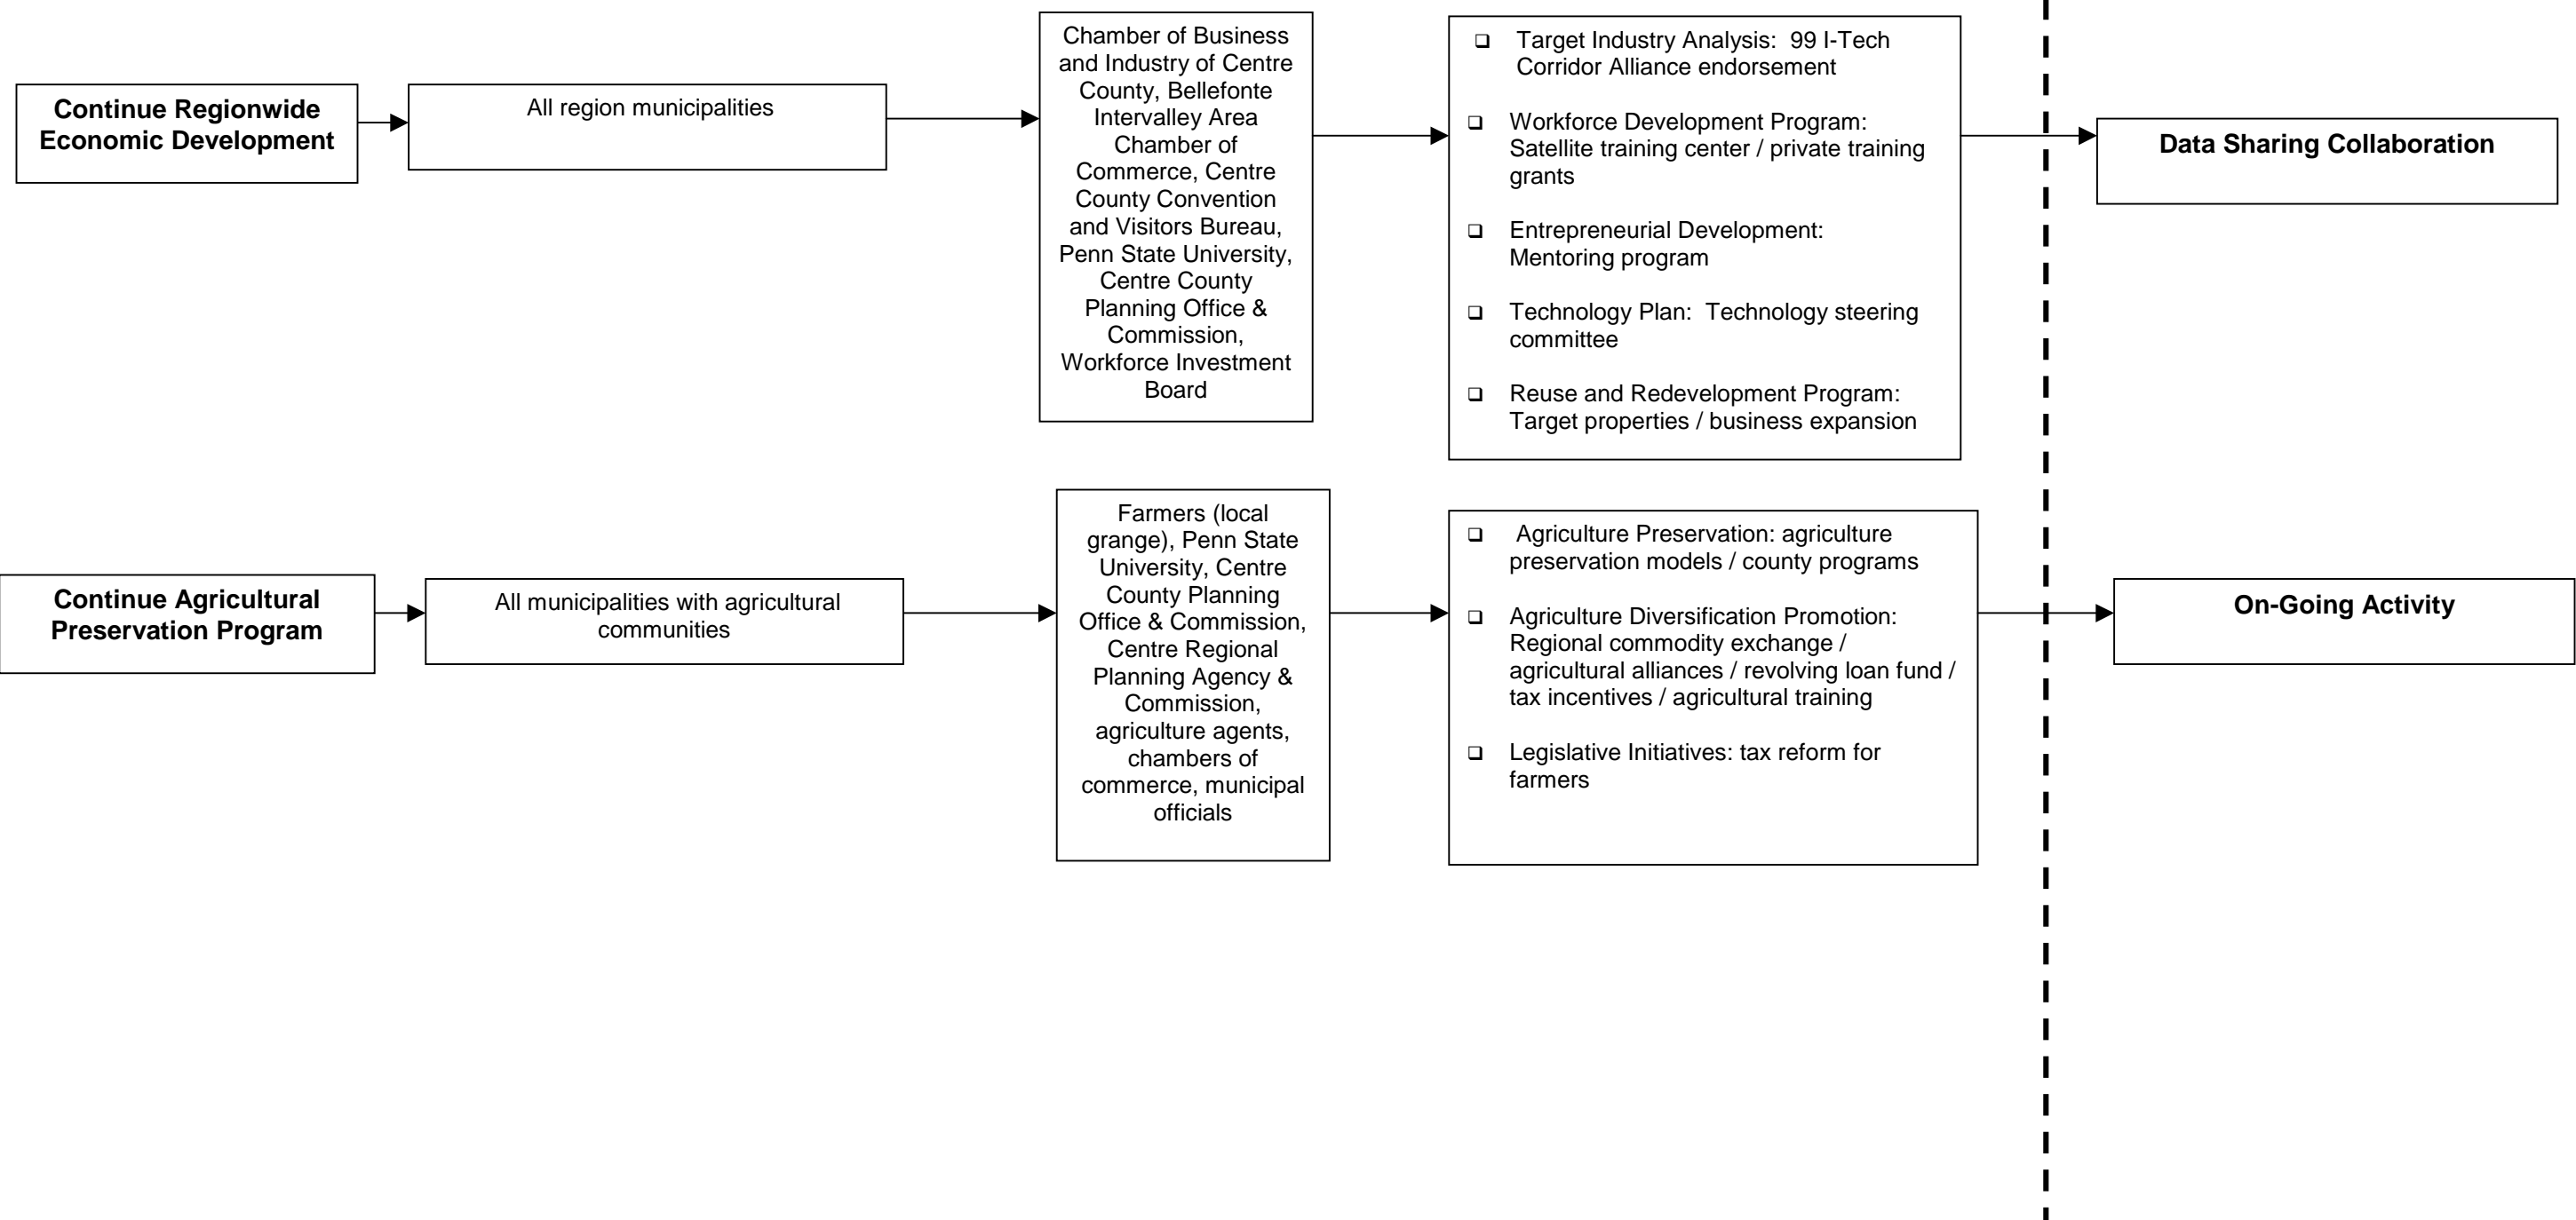 Continue Regionwide
Economic Development
All region municipalities
Chamber of Business
and Industry of Centre
County, Bellefonte
Intervalley Area
Chamber of
Commerce, Centre
County Convention
and Visitors Bureau,
Penn State University,
Centre County
Planning Office &
Commission,
Workforce Investment
Board
❑ Target Industry Analysis:  99 I-Tech
Corridor Alliance endorsement
❑ Workforce Development Program:
Satellite training center / private training
grants
❑ Entrepreneurial Development:
Mentoring program
❑ Technology Plan:  Technology steering
committee
❑ Reuse and Redevelopment Program:
Target properties / business expansion
Data Sharing Collaboration
Continue Agricultural
Preservation Program
All municipalities with agricultural
communities
Farmers (local
grange), Penn State
University, Centre
County Planning
Office & Commission,
Centre Regional
Planning Agency &
Commission,
agriculture agents,
chambers of
commerce, municipal
officials
❑ Agriculture Preservation: agriculture
preservation models / county programs
❑ Agriculture Diversification Promotion:
Regional commodity exchange /
agricultural alliances / revolving loan fund /
tax incentives / agricultural training
❑ Legislative Initiatives: tax reform for
farmers
On-Going Activity